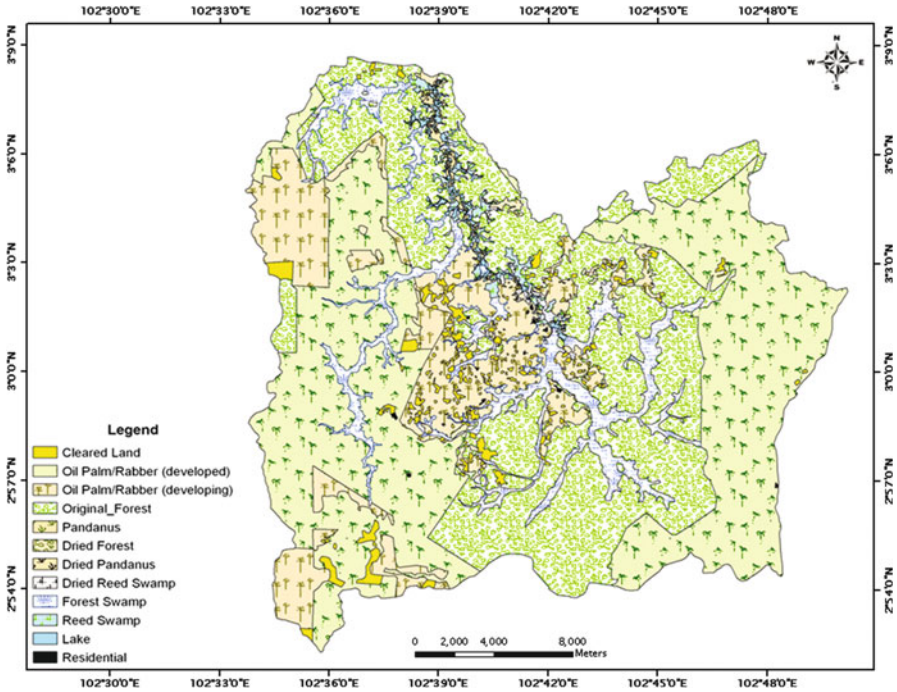 102°30'0"E 102°33'0"E 102°36'0"E 102°39'0"E 102°42'0"E 102°45'0"E 102°48'0"E
N
W E
S
3°9'0"N 3°9'0"N
3°6'0"N 3°6'0"N
3°3'0"N 3°3'0"N
3°0'0"N 3°0'0"N
2°57'0"N 2°57'0"N
2°54'0"N 2°54'0"N
Legend
Cleared Land
Oil Palm/Rabber (developed)
Oil Palm/Rabber (developing)
Original_Forest
Pandanus
Dried Forest
Dried Pandanus
Dried Reed Swamp
Forest Swamp
Reed Swamp
Lake
Residential
0 2,000 4,000 8,000
Meters
102°30'0"E 102°33'0"E 102°36'0"E 102°39'0"E 102°42'0"E 102°45'0"E 102°48'0"E